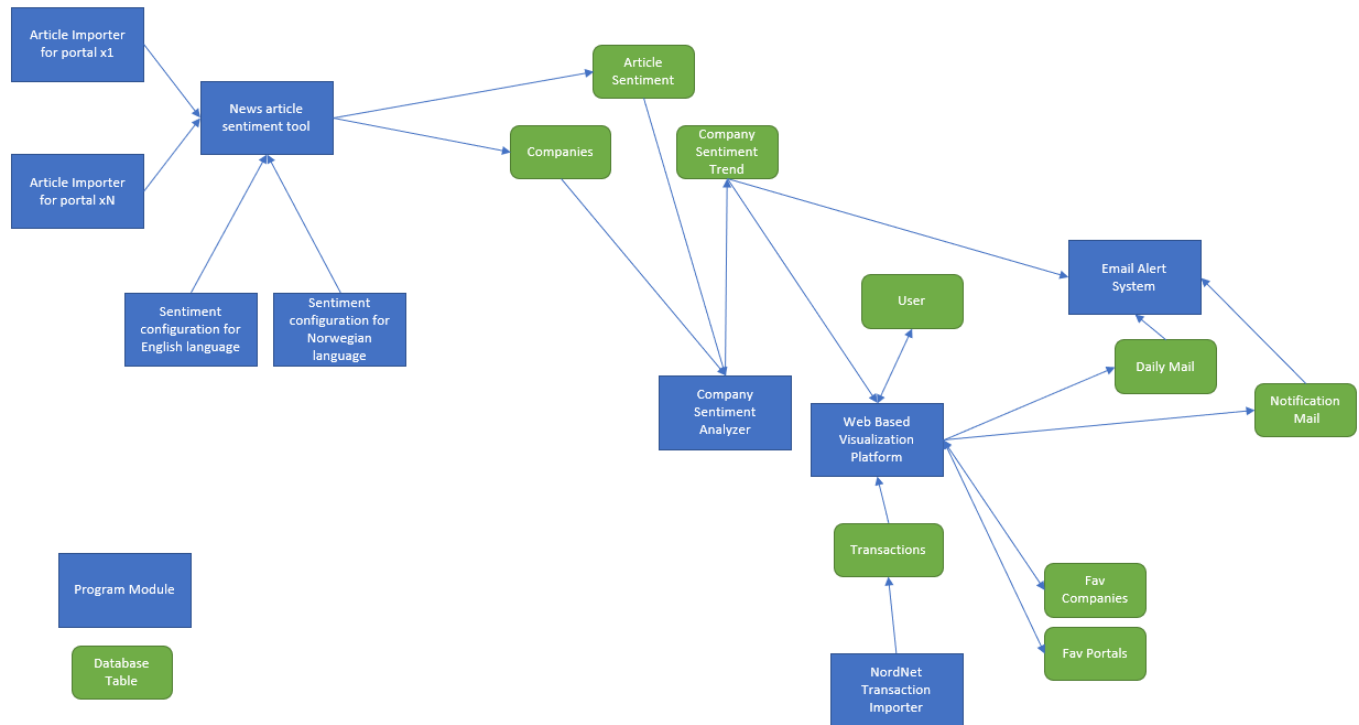 Article Importer
for portal x1
News article
sentiment tool
Article Importer
for portal xN
Sentiment
configuration for
English language
Sentiment
configuration for
Norwegian
language
Article
Sentiment
Companies
Company
Sentiment
Trend
User
Email Alert
System
Daily Mail
Notification
Mail
Company
Sentiment
Analyzer
Web Based
Visualization
Platform
Transactions
Fav
Companies
Fav Portals
NordNet
Transaction
Importer
Program Module
Database
Table